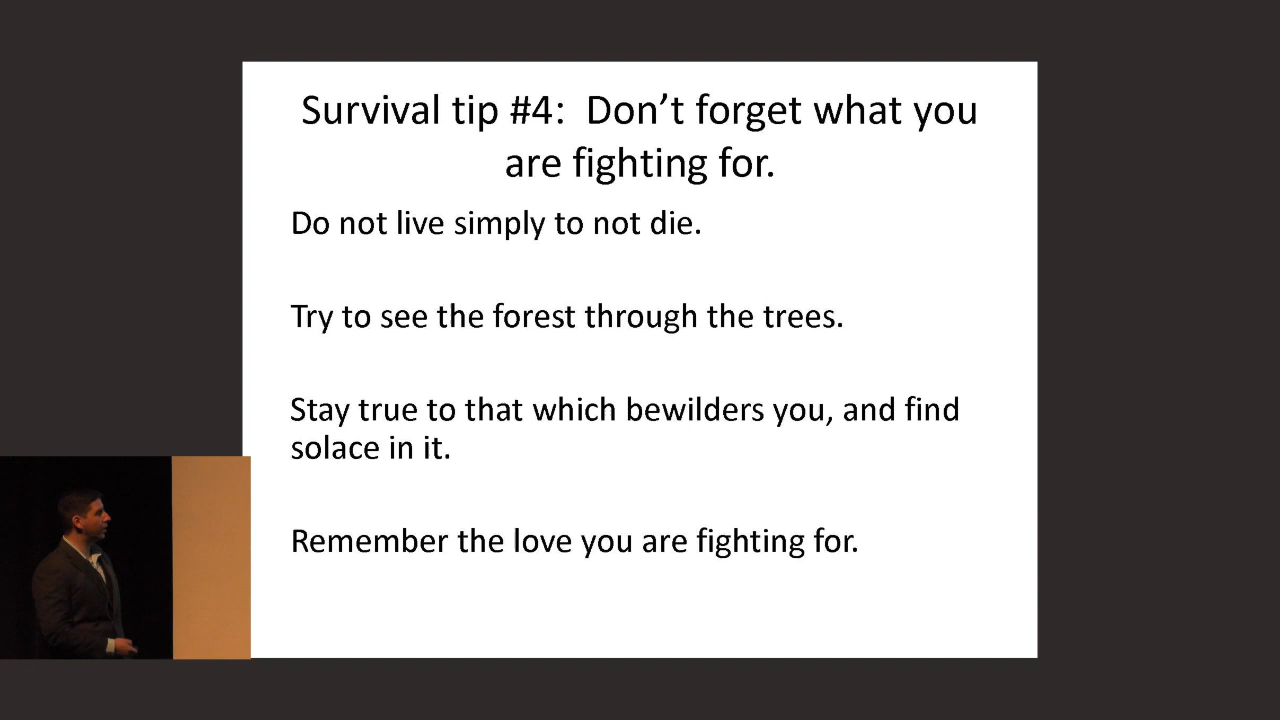 Survival tip #4:  Don’t forget what you
are fighting for.
Do not live simply to not die.
Try to see the forest through the trees.
Stay true to that which bewilders you, and find
solace in it.
Remember the love you are fighting for.